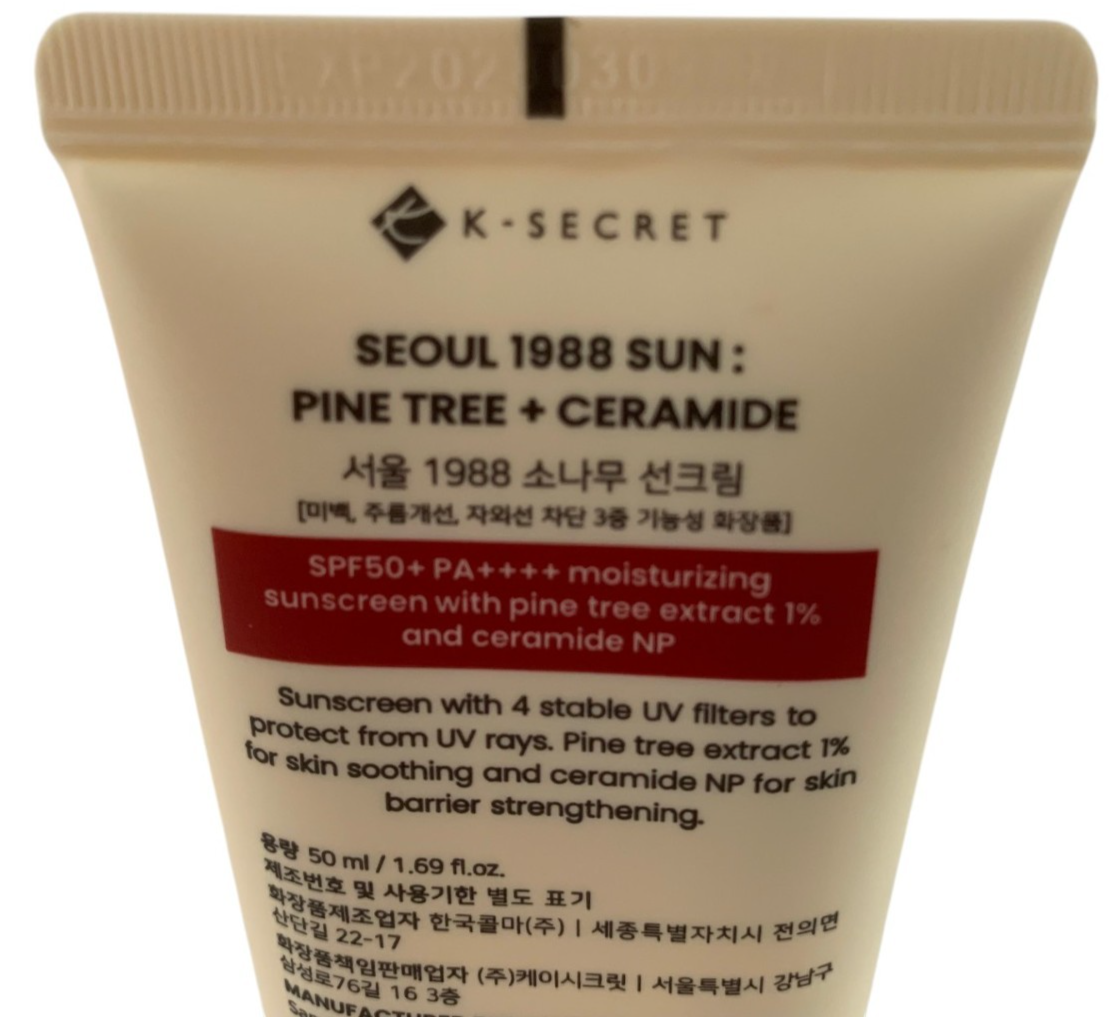 K-SECRET
SEOUL 1988 SUN :
PINE TREE + CERAMIDE
서울 1988 소나무 선크림
[미백, 주름개선, 자외선 차단 3중 기능성 화장품]
SPF50+ PA++++ moisturizing
sunscreen with pine tree extract 1%
and ceramide NP
Sunscreen with 4 stable UV filters to
protect from UV rays. Pine tree extract 1%
for skin soothing and ceramide NP for skin
barrier strengthening.
용량 50 ml / 1.69 fl.oz.
제조번호 및 사용기한 별도 표기
화장품제조업자 한국콜마(주) | 세종특별자치시 전의면
산단길 22-17
화장품책임판매업자 (주)케이시크릿 | 서울특별시 강남구
삼성로76길 16 3층